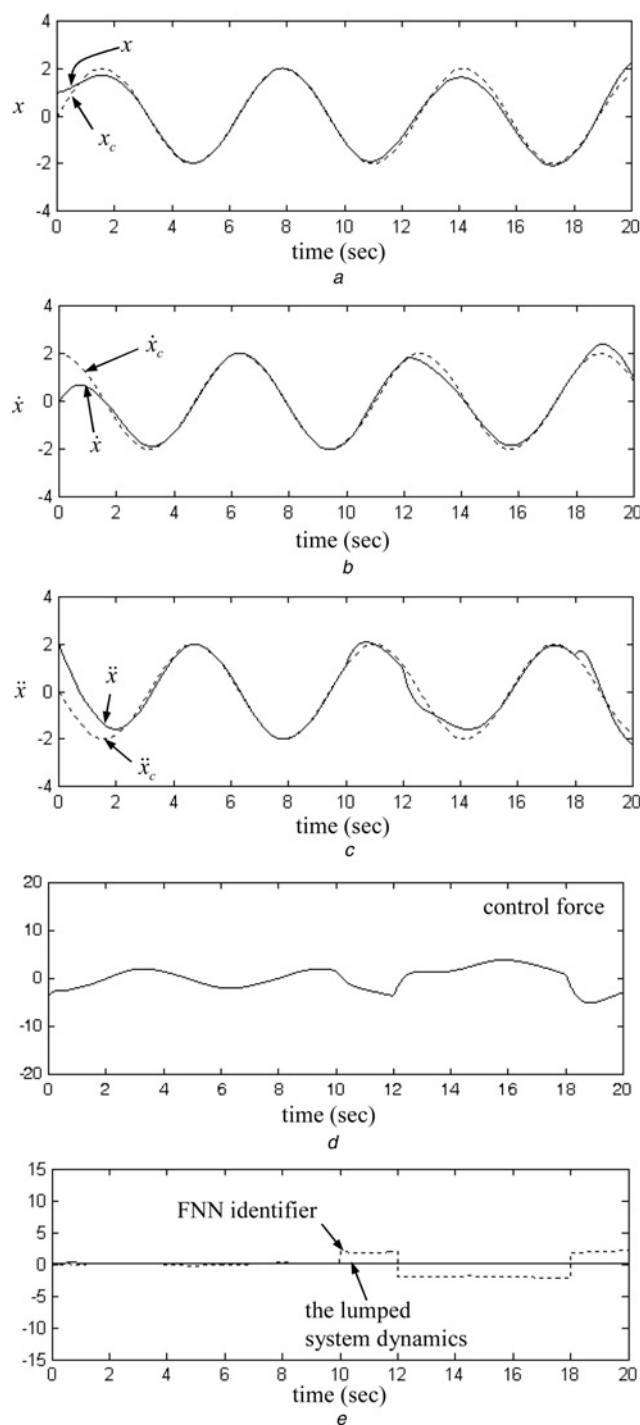 4
x
2
x
0
x_c
-2
-4
0 2 4 6 8 10 12 14 16 18 20
time (sec)
a
4
ẋ_c
2
ẋ
0
ẋ
-2
-4
0 2 4 6 8 10 12 14 16 18 20
time (sec)
b
4
2
ẍ
ẍ
0
-2
ẍ_c
-4
0 2 4 6 8 10 12 14 16 18 20
time (sec)
c
20
control force
10
0
-10
-20
0 2 4 6 8 10 12 14 16 18 20
time (sec)
d
15
10
FNN identifier
5
0
-5
the lumped
system dynamics
-10
-15
0 2 4 6 8 10 12 14 16 18 20
time (sec)
e